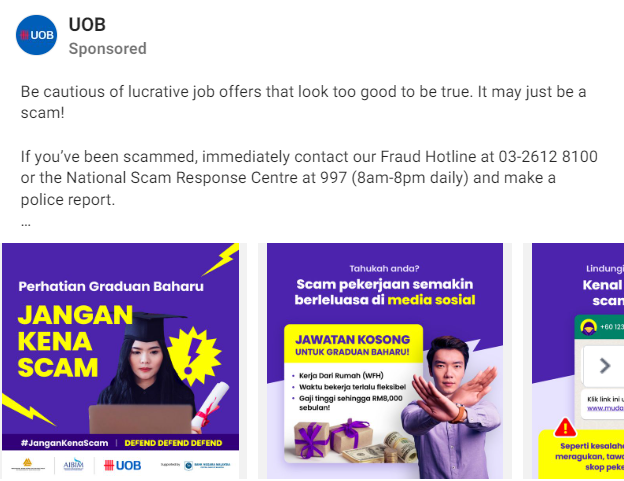 UOB
UOB
Sponsored
Be cautious of lucrative job offers that look too good to be true. It may just be a
scam!
If you've been scammed, immediately contact our Fraud Hotline at 03-2612 8100
or the National Scam Response Centre at 997 (8am-8pm daily) and make a
police report.
...
Perhatian Graduan Baharu
JANGAN
KENA
SCAM
#JanganKenaScam | DEFEND DEFEND DEFEND
AIBIM
UOB
Supported by
BANK NEGARA MALAYSIA
Tahukah anda?
Scam pekerjaan semakin
berleluasa di media sosial
JAWATAN KOSONG
UNTUK GRADUAN BAHARU!
• Kerja Dari Rumah (WFH)
• Waktu bekerja terlalu fleksibel
• Gaji tinggi sehingga RM8,000
sebulan!
Lindungi
Kenal
scam
+60 123
Klik link ini u
www.muda
Seperti kesalaha
meragukan, tawa
skop peke